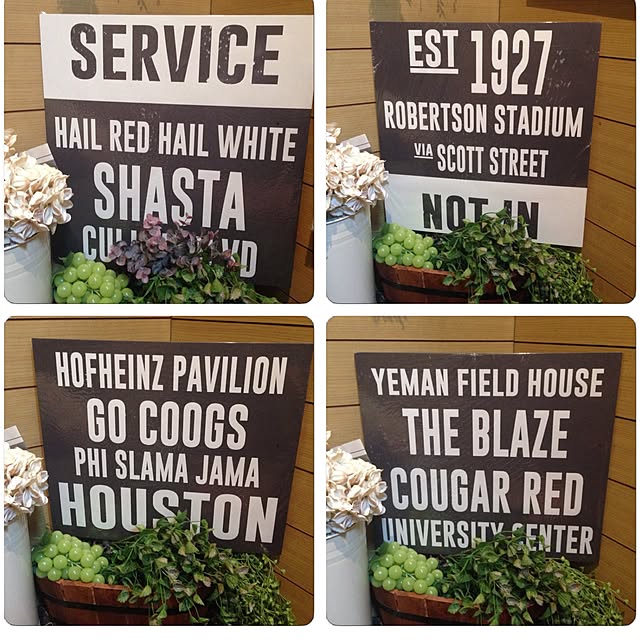 SERVICE
HAIL RED HAIL WHITE
SHASTA
EST 1927
ROBERTSON STADIUM
VIA SCOTT STREET
NOT IN
HOFHEINZ PAVILION
GO COOGS
PHI SLAMA JAMA
HOUSTON
YEMAN FIELD HOUSE
THE BLAZE
COUGAR RED
UNIVERSITY CENTER